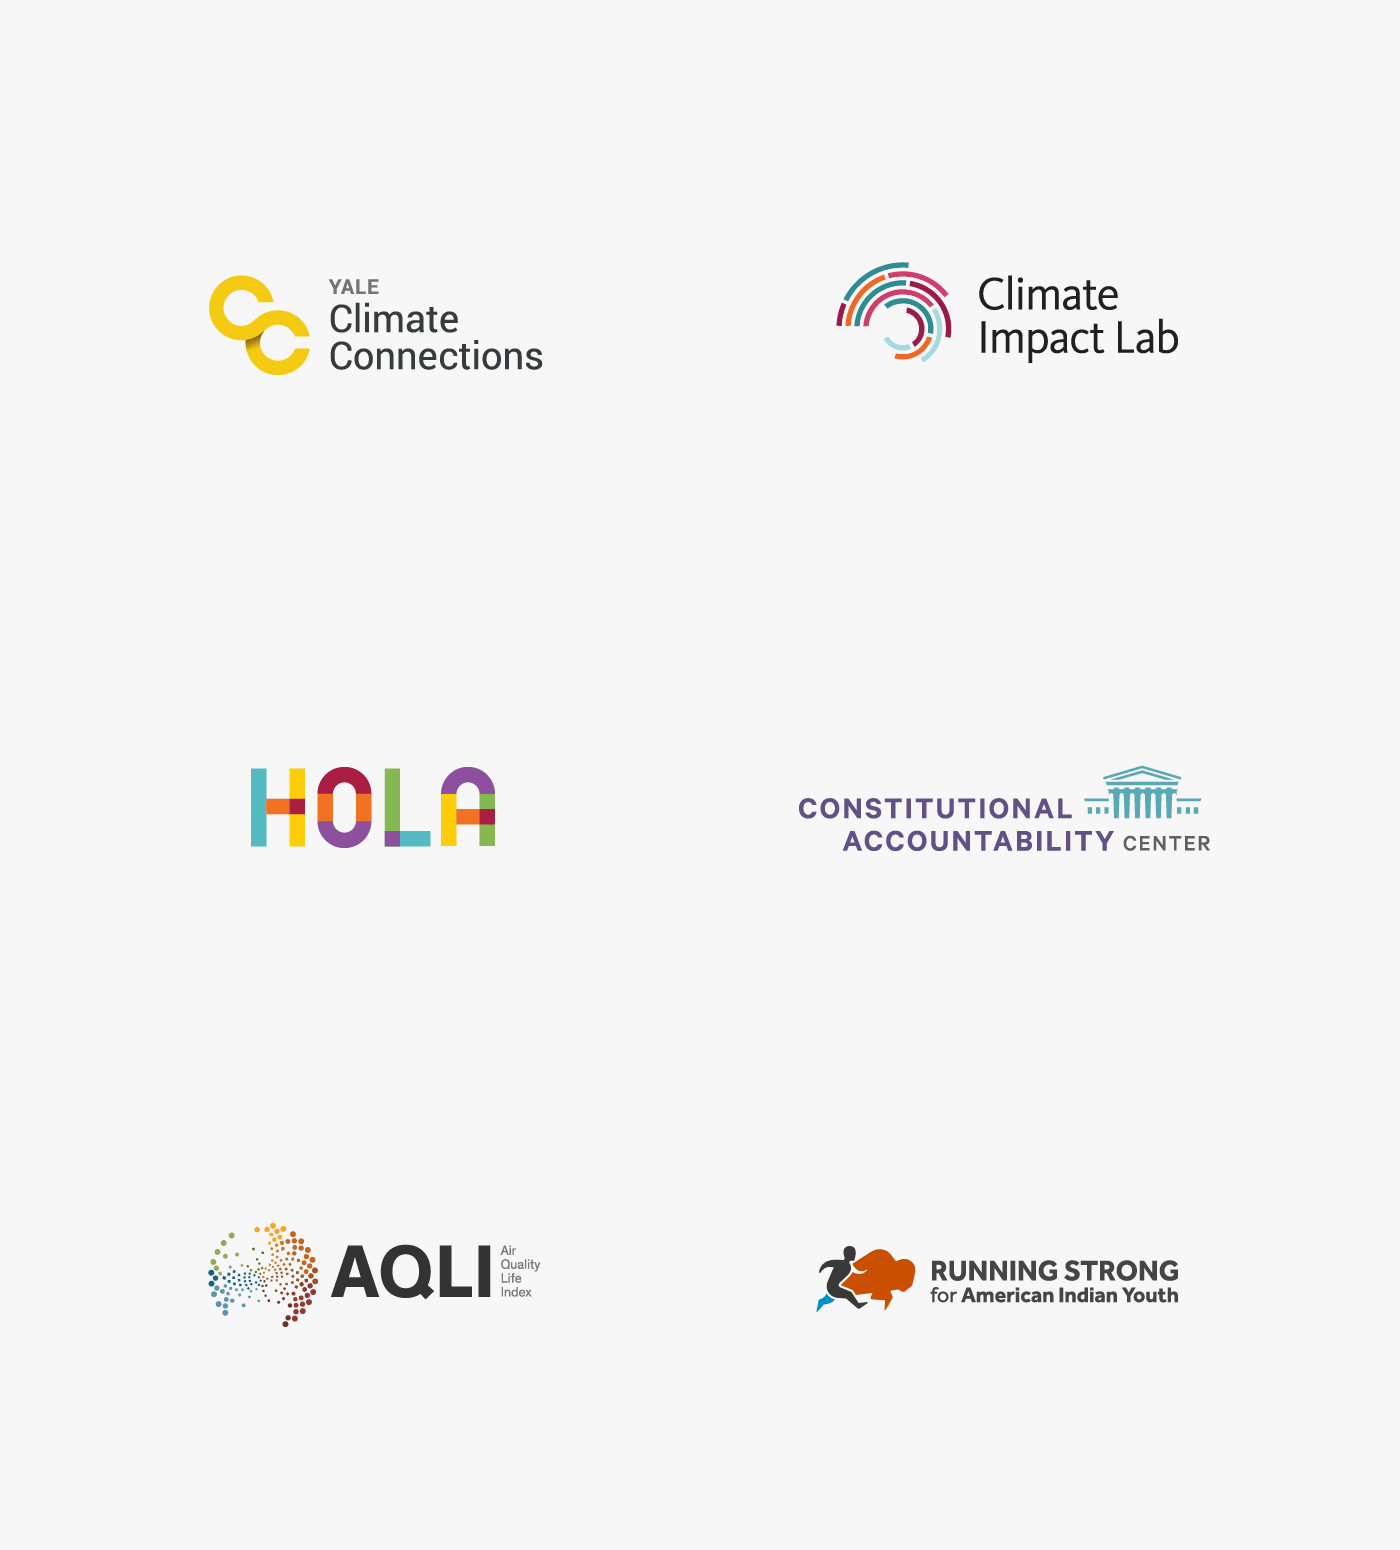 YALE
Climate
Connections
Climate
Impact Lab
HOLA
CONSTITUTIONAL
ACCOUNTABILITY CENTER
AQLI
Air
Quality
Life
Index
RUNNING STRONG
for American Indian Youth